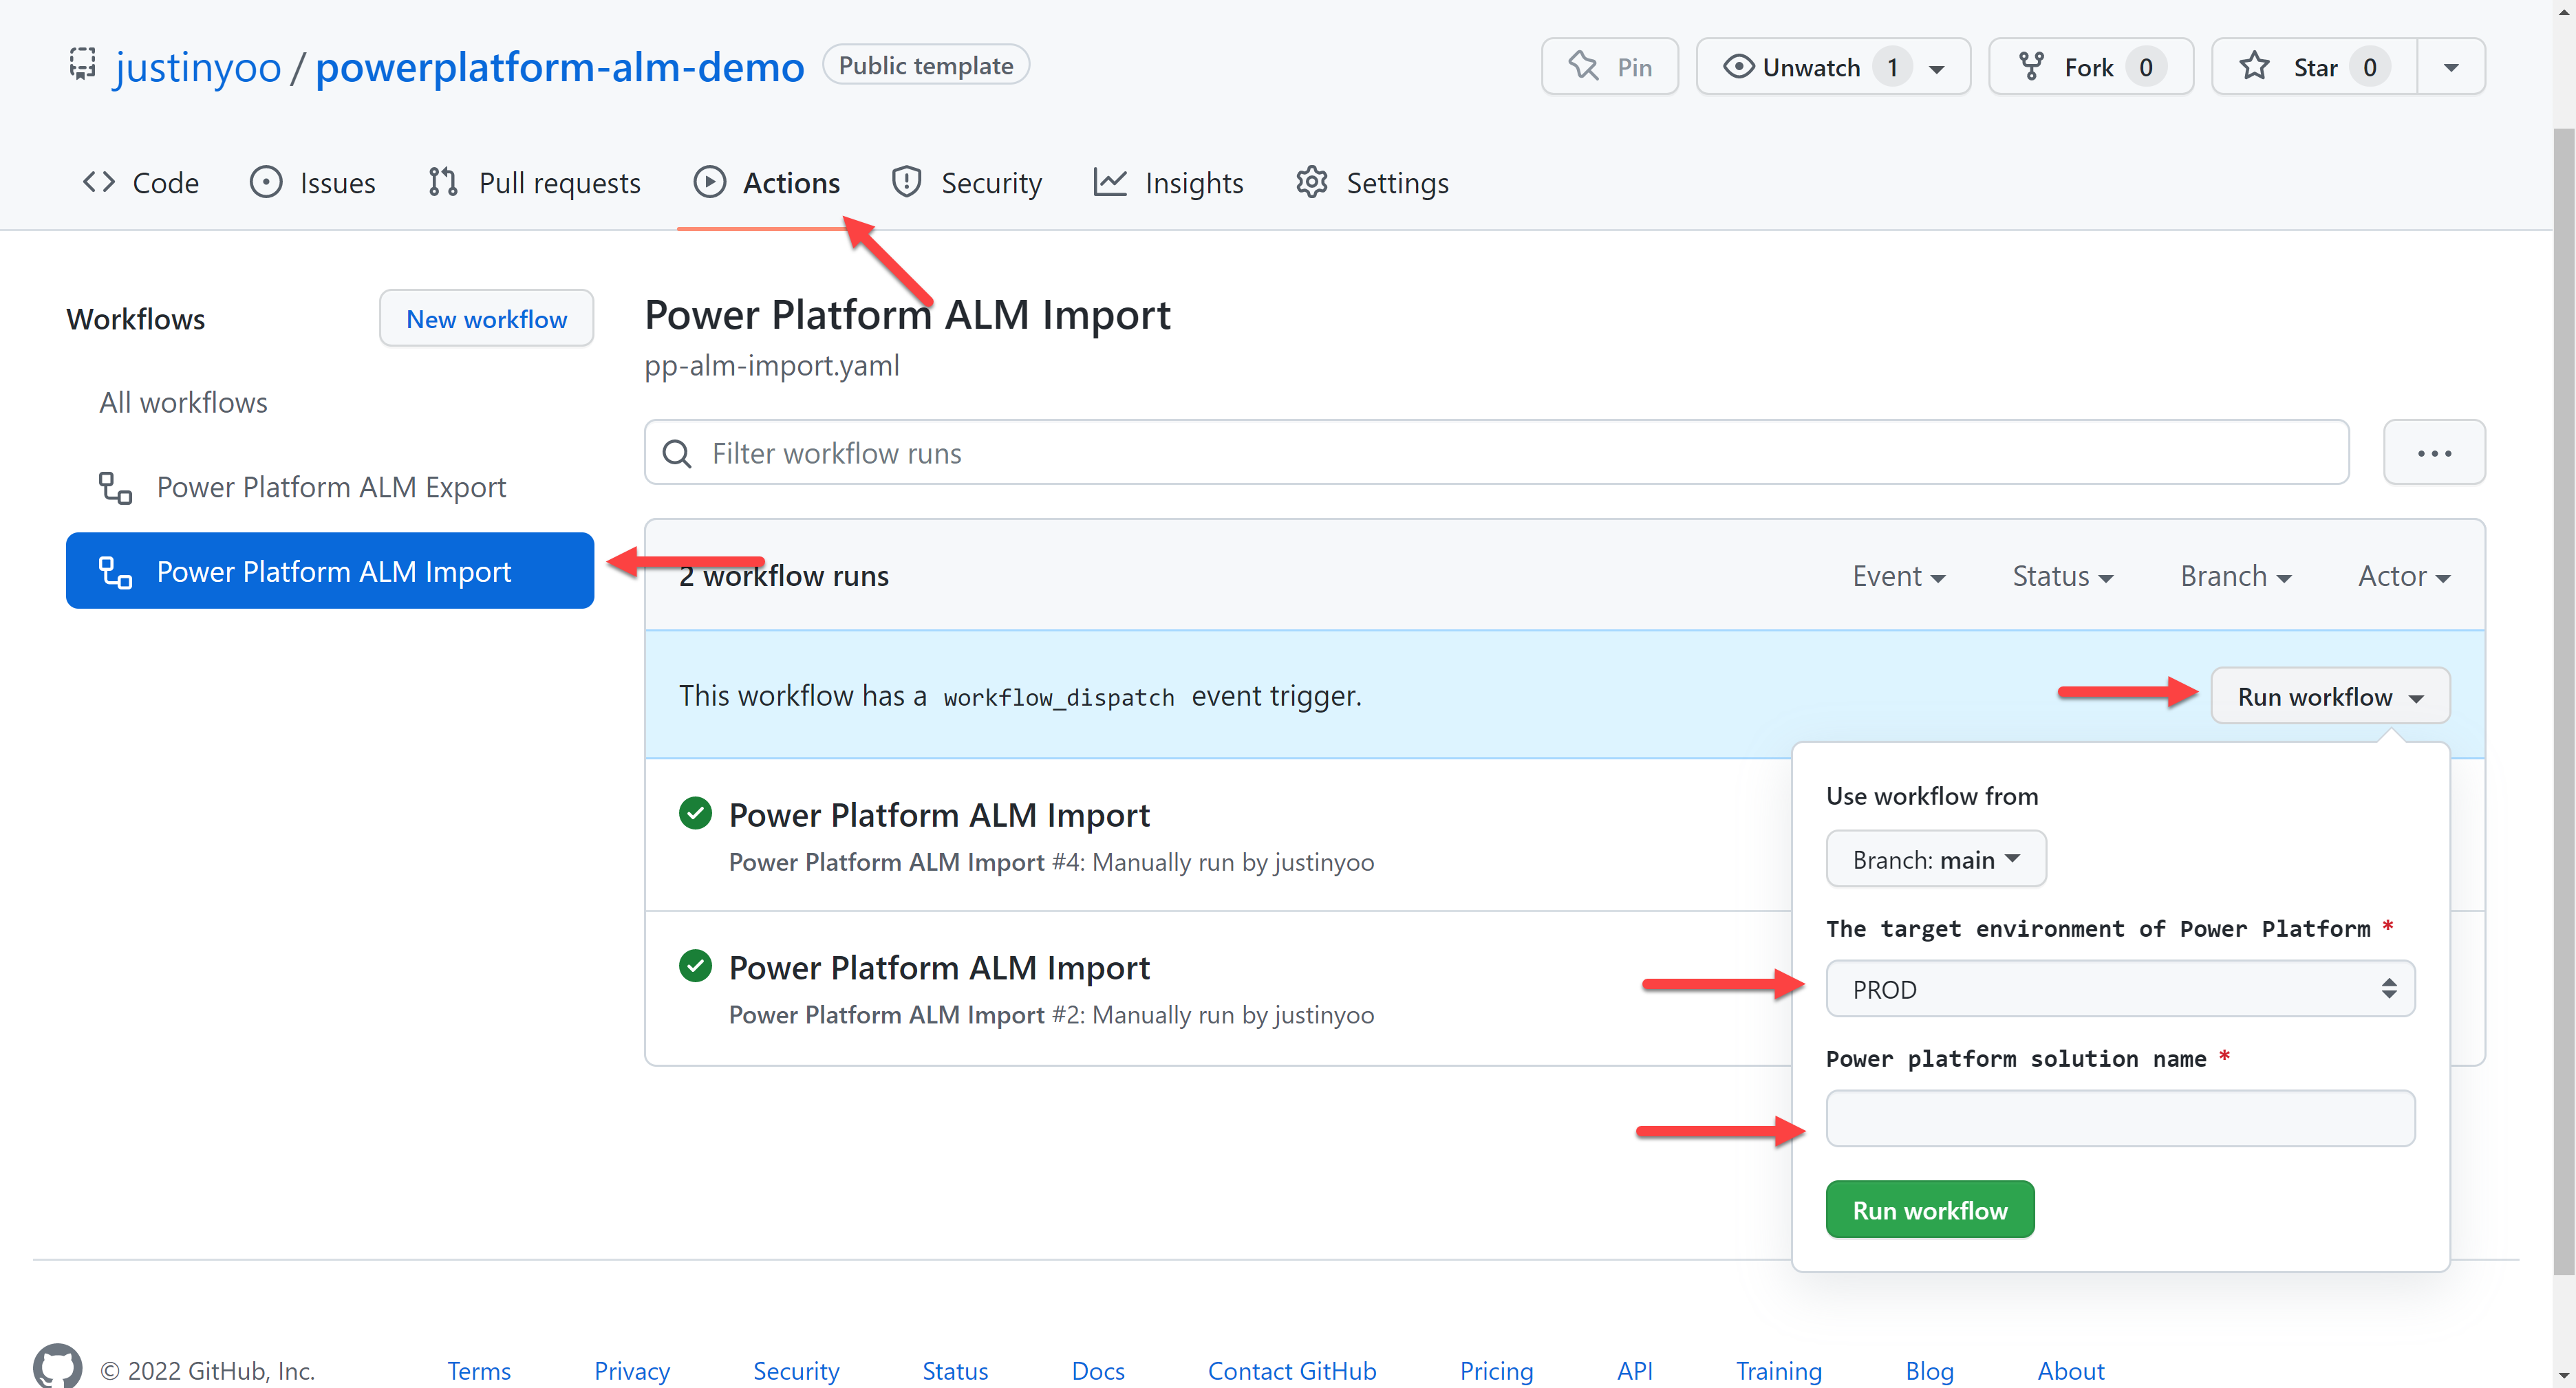 justinyoo / powerplatform-alm-demo Public template Pin Unwatch 1 Fork 0 Star 0
Code Issues Pull requests Actions Security Insights Settings
Workflows New workflow
All workflows
Power Platform ALM Export
Power Platform ALM Import
Power Platform ALM Import
pp-alm-import.yaml
Filter workflow runs
2 workflow runs Event Status Branch Actor
This workflow has a workflow_dispatch event trigger. Run workflow
Power Platform ALM Import
Power Platform ALM Import #4: Manually run by justinyoo
Power Platform ALM Import
Power Platform ALM Import #2: Manually run by justinyoo
Use workflow from
Branch: main
The target environment of Power Platform *
PROD
Power platform solution name *
Run workflow
© 2022 GitHub, Inc. Terms Privacy Security Status Docs Contact GitHub Pricing API Training Blog About